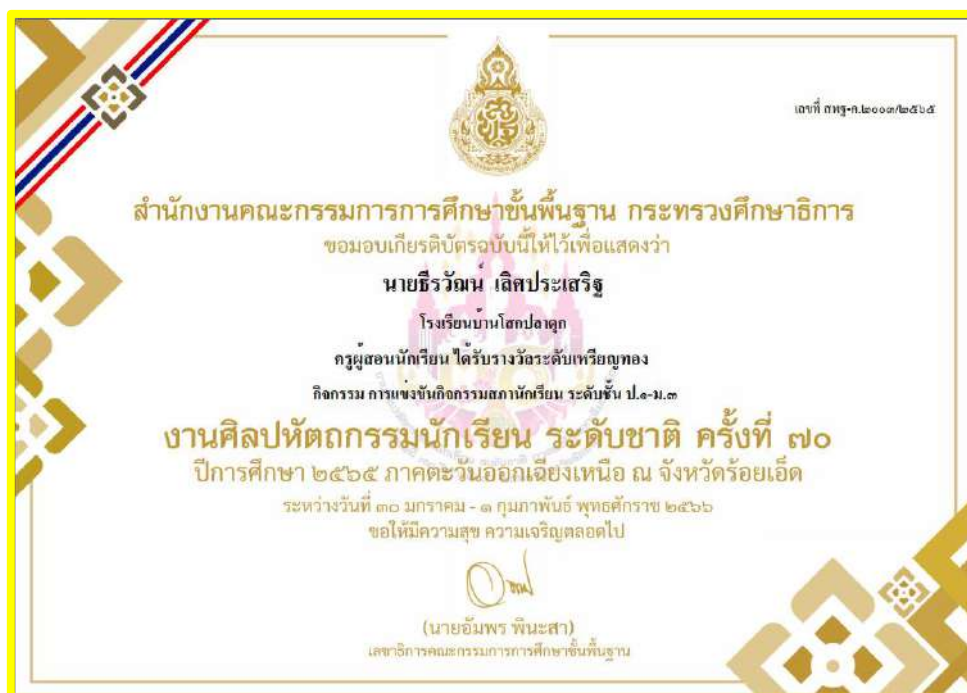 เลขที่ สพฐ-ค.๒๐๐๓/๒๕๖๕
สำนักงานคณะกรรมการการศึกษาขั้นพื้นฐาน กระทรวงศึกษาธิการ
ขอมอบเกียรติบัตรฉบับนี้ให้ไว้เพื่อแสดงว่า
นายธีรวัฒน์ เลิศประเสริฐ
โรงเรียนบ้านโสกปลาดุก
ครูผู้สอนนักเรียน ได้รับรางวัลระดับเหรียญทอง
กิจกรรม การแข่งขันกิจกรรมสภานักเรียน ระดับชั้น ป.๑-ม.๓
งานศิลปหัตถกรรมนักเรียน ระดับชาติ ครั้งที่ ๗๐
ปีการศึกษา ๒๕๖๕ ภาคตะวันออกเฉียงเหนือ ณ จังหวัดร้อยเอ็ด
ระหว่างวันที่ ๓๐ มกราคม - ๑ กุมภาพันธ์ พุทธศักราช ๒๕๖๖
ขอให้มีความสุข ความเจริญตลอดไป
(นายอัมพร พินะสา)
เลขาธิการคณะกรรมการการศึกษาขั้นพื้นฐาน